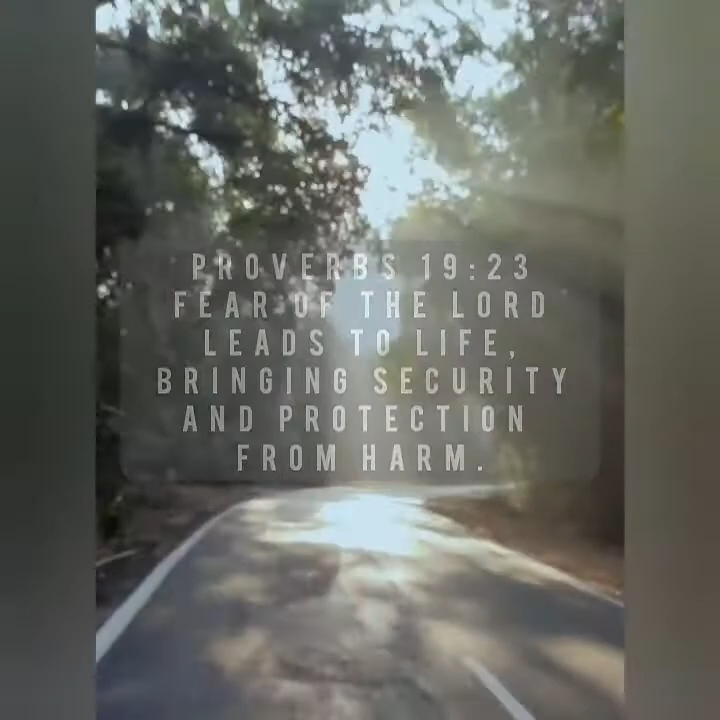 PROVERBS 19:23
FEAR OF THE LORD
LEADS TO LIFE,
BRINGING SECURITY
AND PROTECTION
FROM HARM.